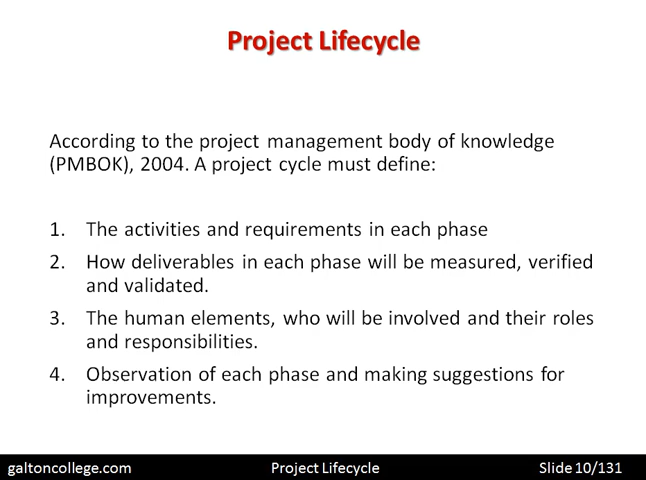 Project Lifecycle
According to the project management body of knowledge
(PMBOK), 2004. A project cycle must define:
1. The activities and requirements in each phase
2. How deliverables in each phase will be measured, verified
and validated.
3. The human elements, who will be involved and their roles
and responsibilities.
4. Observation of each phase and making suggestions for
improvements.
galtoncollege.com Project Lifecycle Slide 10/131